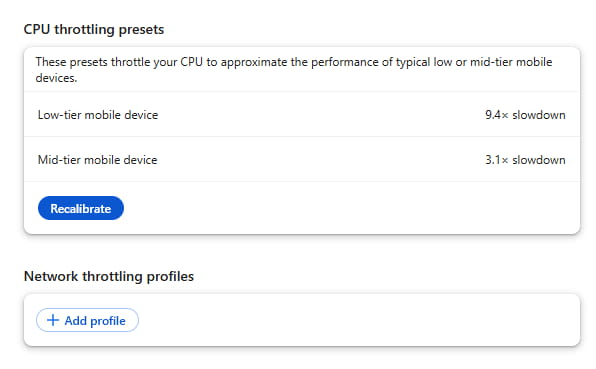 CPU throttling presets
These presets throttle your CPU to approximate the performance of typical low or mid-tier mobile
devices.
Low-tier mobile device 9.4× slowdown
Mid-tier mobile device 3.1× slowdown
Recalibrate
Network throttling profiles
+ Add profile